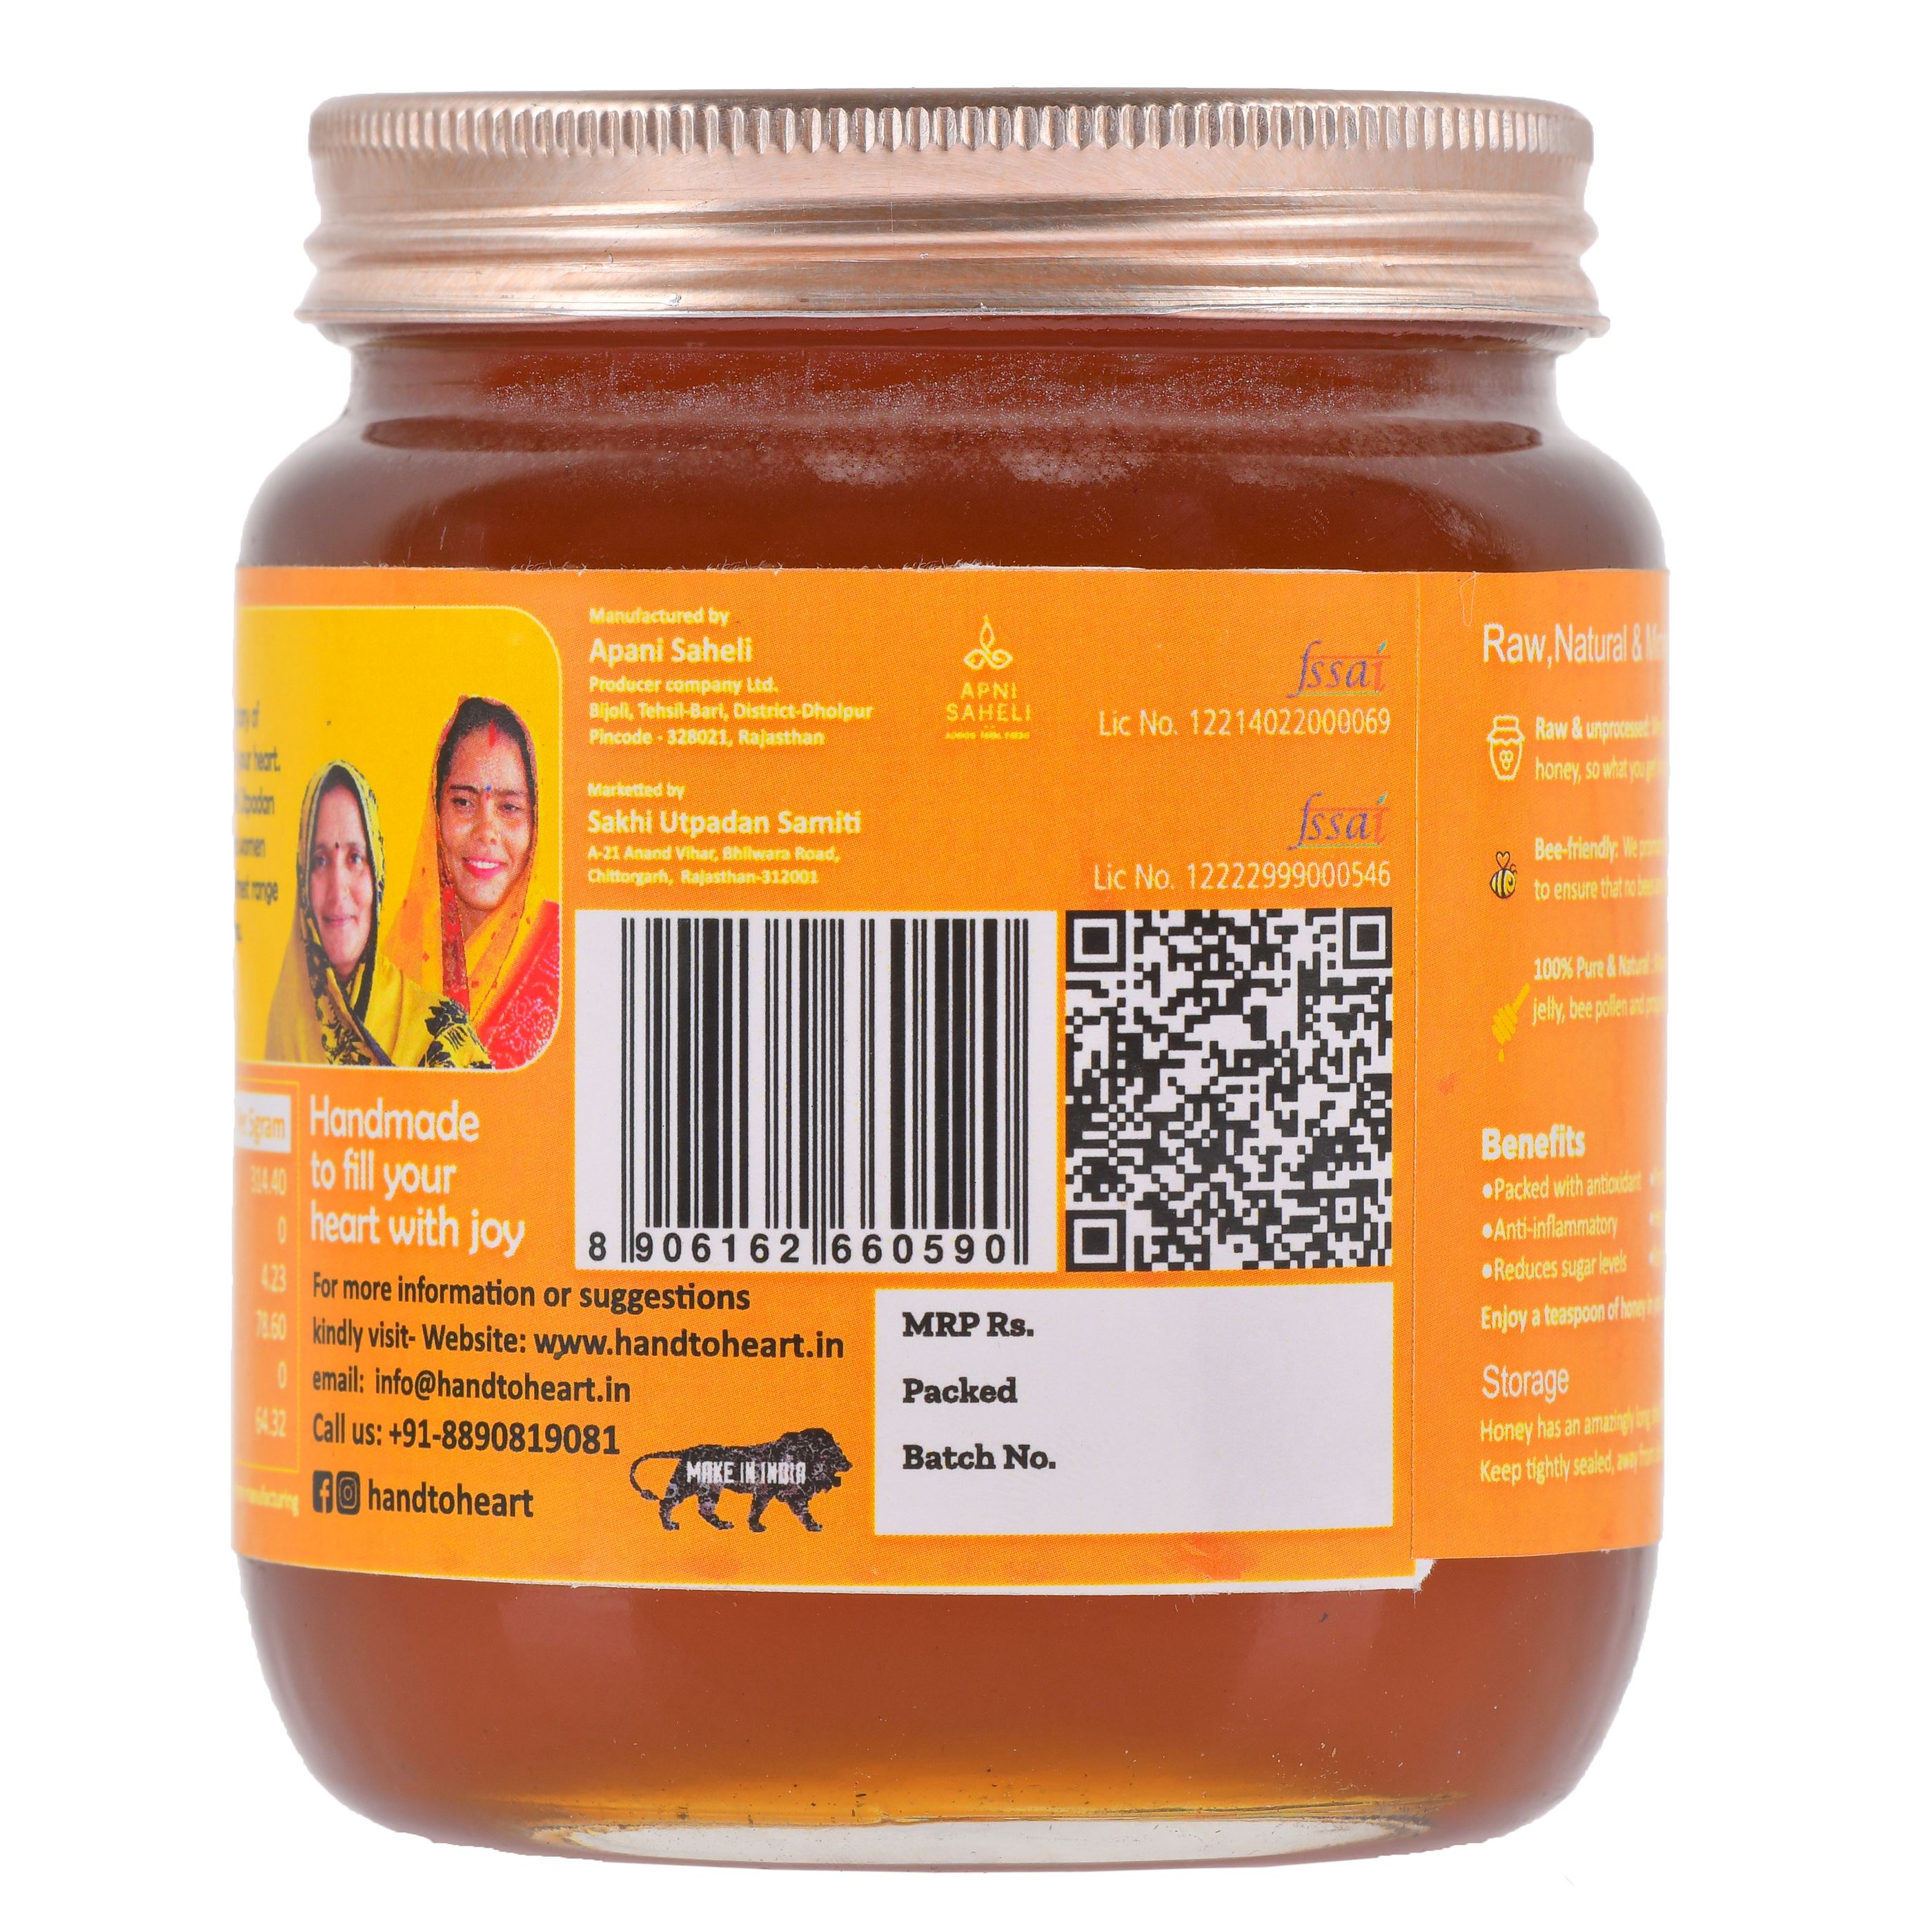 Manufactured by
Apani Saheli
Producer company Ltd.
Bijoli, Tehsil-Bari, District-Dholpur
Pincode - 328021, Rajasthan
APNI
SAHELI
fssai
Lic No. 12214022000069
Marketted by
Sakhi Utpadan Samiti
A-21 Anand Vihar, Bhilwara Road,
Chittorgarh, Rajasthan-312001
fssai
Lic No. 12222999000546
of
your heart.
Utpadan
women
range
8 906162 660590
Handmade
to fill your
heart with joy
For more information or suggestions
kindly visit- Website: www.handtoheart.in
email: info@handtoheart.in
Call us: +91-8890819081
handtoheart
MAKE IN INDIA
MRP Rs.
Packed
Batch No.
5gram
314.40
0
4.23
78.60
0
64.32
manufacturing
Raw,Natural &
Raw & unprocessed:
honey, so what you
Bee-friendly: We
to ensure that no
100% Pure & Natural
jelly, bee pollen and
Benefits
•Packed with antioxidant
•Anti-inflammatory
•Reduces sugar levels
Enjoy a teaspoon of honey
Storage
Honey has an amazingly
Keep tightly sealed, away